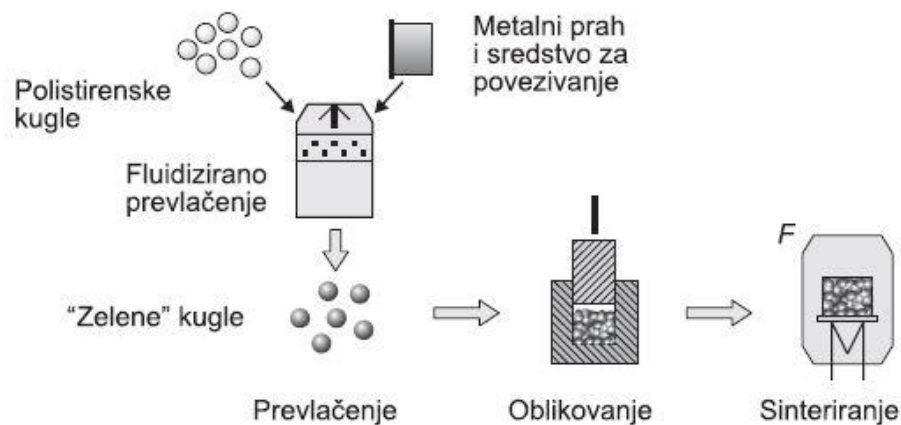 Metalni prah
i sredstvo za
povezivanje
Polistirenske
kugle
Fluidizirano
prevlačenje
F
“Zelene” kugle
Prevlačenje
Oblikovanje
Sinteriranje